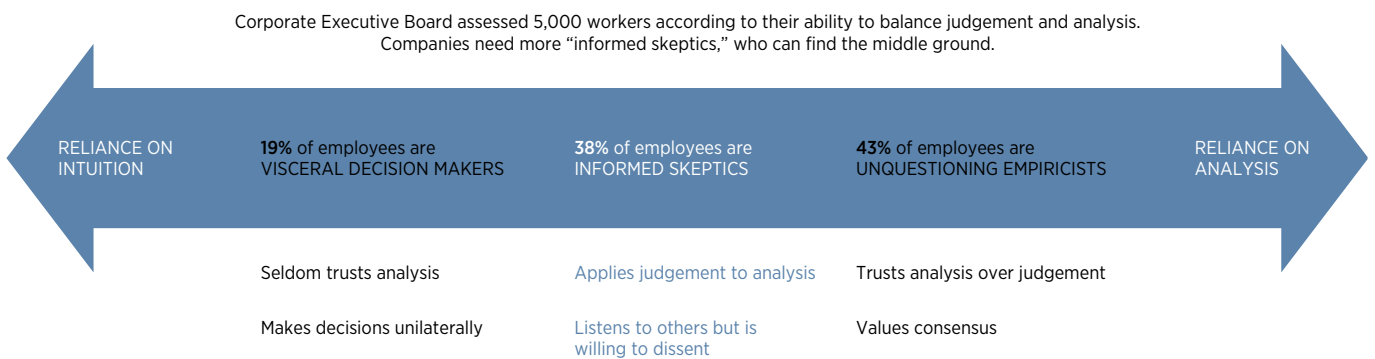 Corporate Executive Board assessed 5,000 workers according to their ability to balance judgement and analysis.
Companies need more “informed skeptics,” who can find the middle ground.
RELIANCE ON
INTUITION
19% of employees are
VISCERAL DECISION MAKERS
38% of employees are
INFORMED SKEPTICS
43% of employees are
UNQUESTIONING EMPIRICISTS
RELIANCE ON
ANALYSIS
Seldom trusts analysis
Makes decisions unilaterally
Applies judgement to analysis
Listens to others but is
willing to dissent
Trusts analysis over judgement
Values consensus